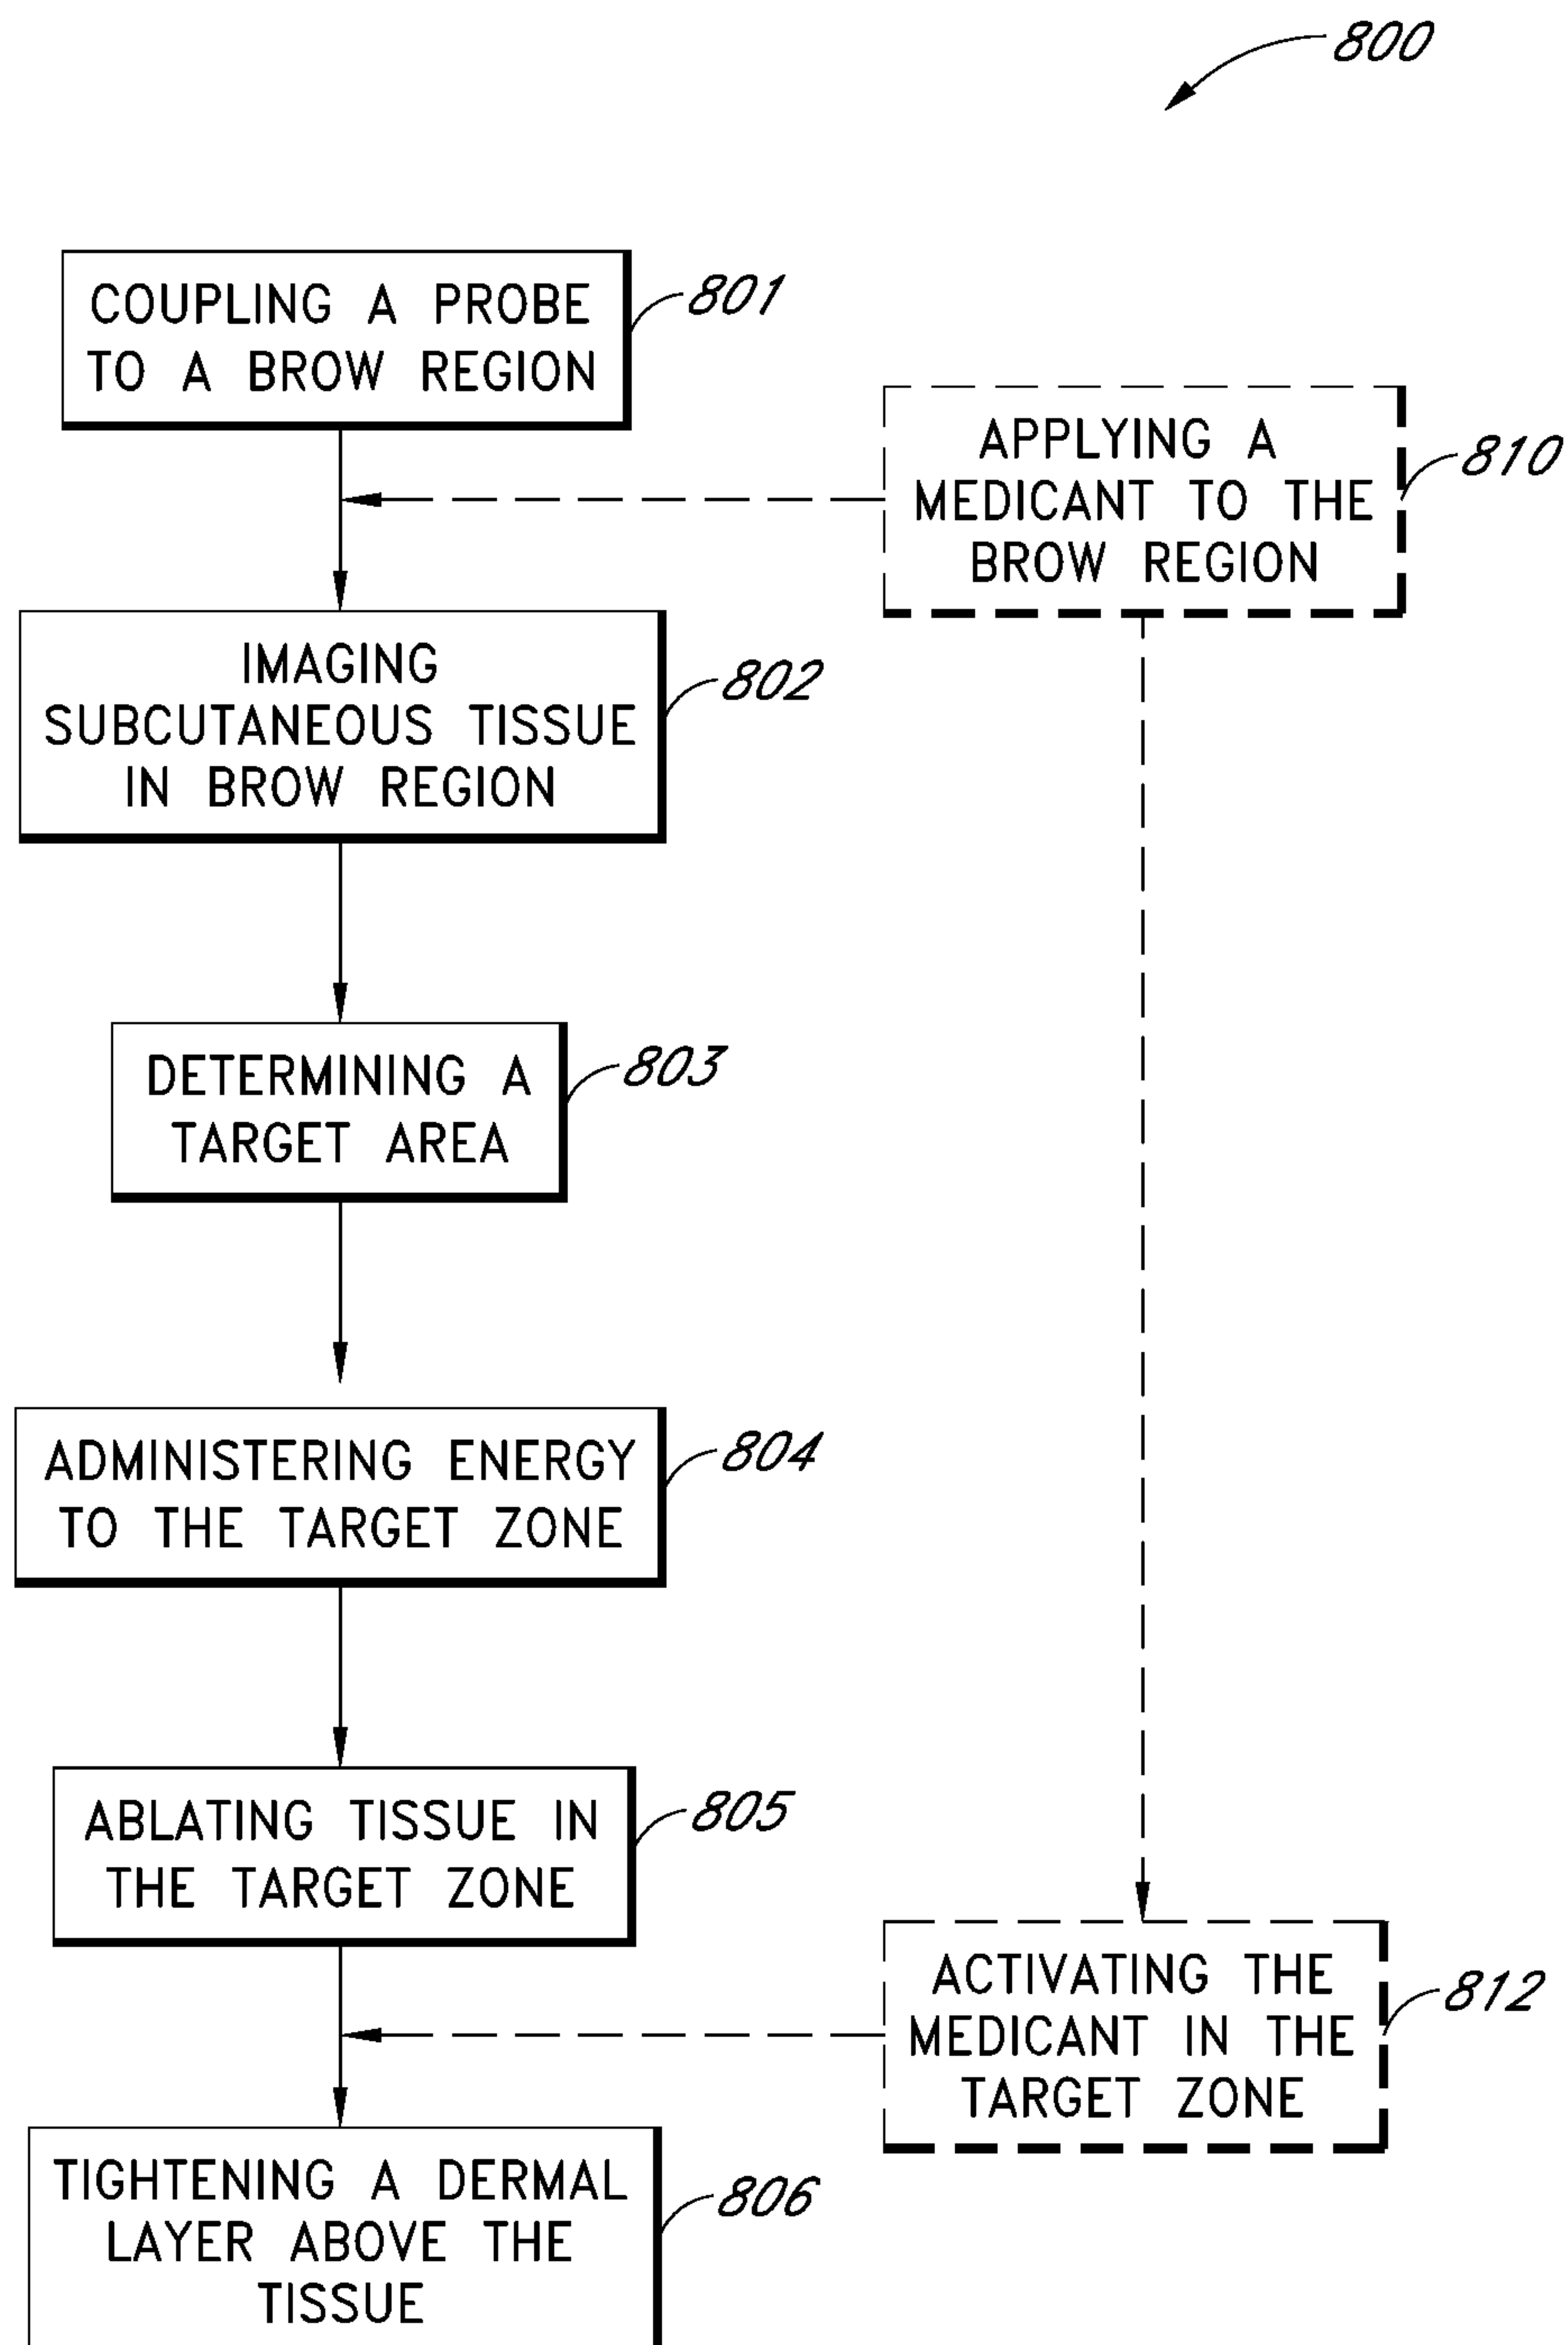 800
COUPLING A PROBE
TO A BROW REGION
801
APPLYING A
MEDICANT TO THE
BROW REGION
810
IMAGING
SUBCUTANEOUS TISSUE
IN BROW REGION
802
DETERMINING A
TARGET AREA
803
ADMINISTERING ENERGY
TO THE TARGET ZONE
804
ABLATING TISSUE IN
THE TARGET ZONE
805
ACTIVATING THE
MEDICANT IN THE
TARGET ZONE
812
TIGHTENING A DERMAL
LAYER ABOVE THE
TISSUE
806